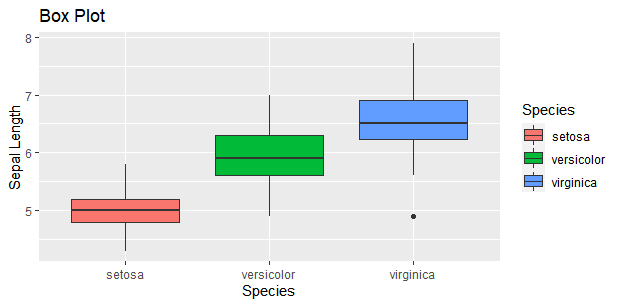 Box Plot
8
7
6
5
Sepal Length
setosa
versicolor
virginica
Species
Species
setosa
versicolor
virginica